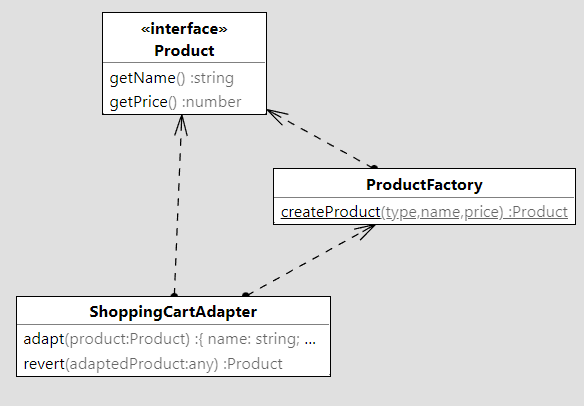 «interface»
Product
getName() :string
getPrice() :number
ProductFactory
createProduct(type,name,price) :Product
ShoppingCartAdapter
adapt(product:Product) :{ name: string; ...
revert(adaptedProduct:any) :Product